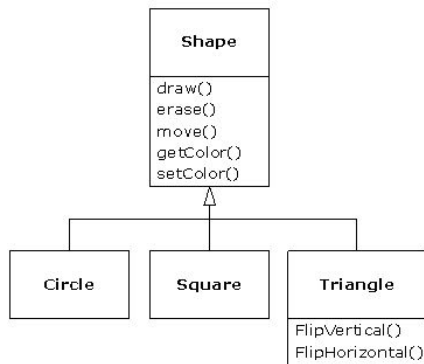 Shape
draw()
erase()
move()
getColor()
setColor()
Circle
Square
Triangle
FlipVertical()
FlipHorizontal()